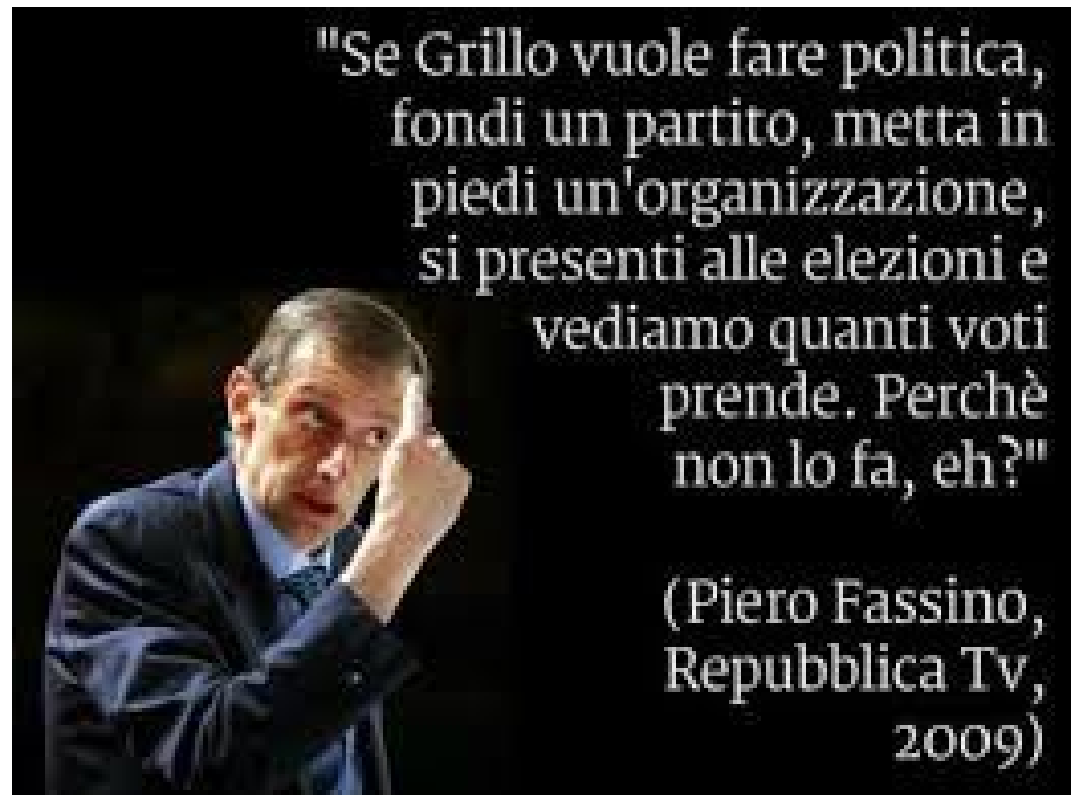 "Se Grillo vuole fare politica,
fondi un partito, metta in
piedi un'organizzazione,
si presenti alle elezioni e
vediamo quanti voti
prende. Perchè
non lo fa, eh?"
(Piero Fassino,
Repubblica Tv,
2009)